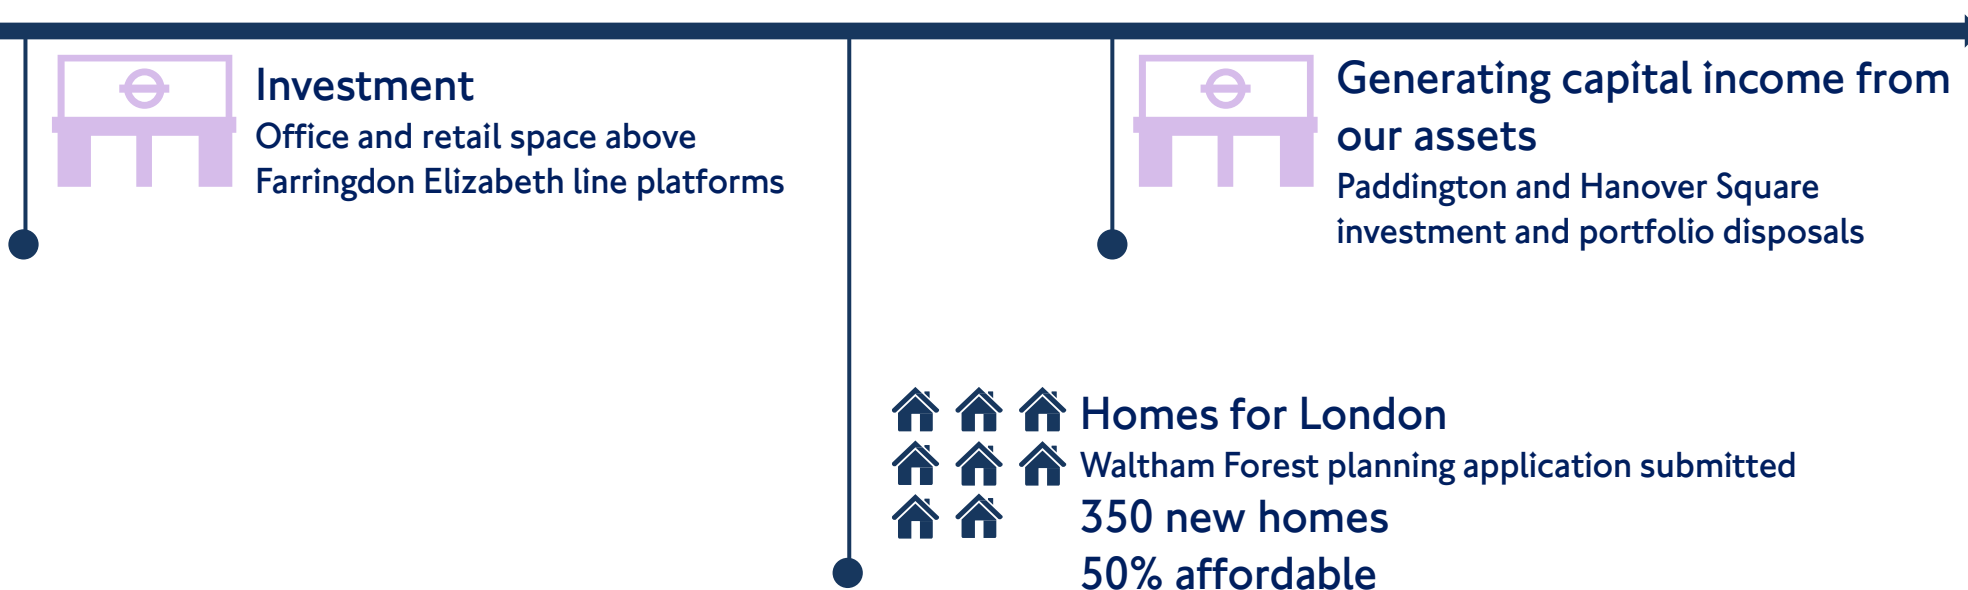 Investment
Office and retail space above
Farringdon Elizabeth line platforms
Generating capital income from
our assets
Paddington and Hanover Square
investment and portfolio disposals
Homes for London
Waltham Forest planning application submitted
350 new homes
50% affordable